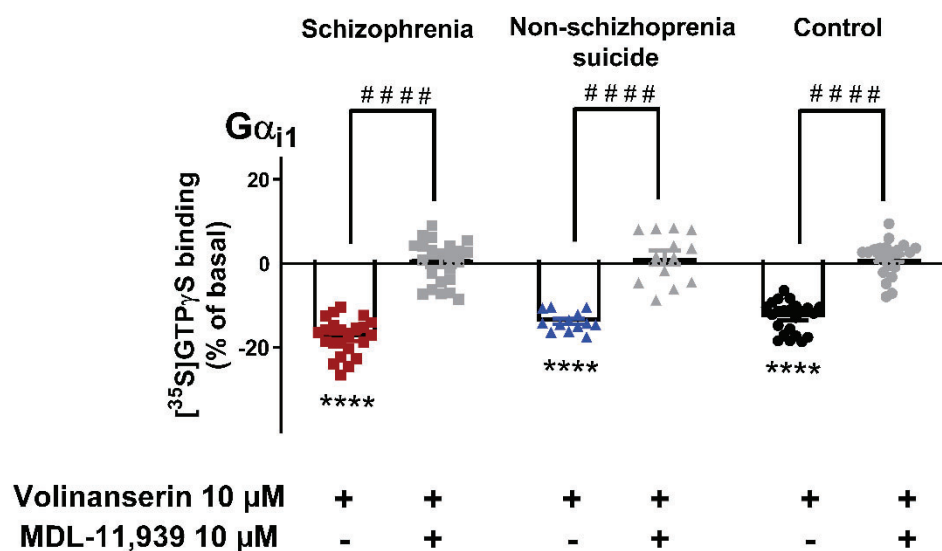 Schizophrenia
Non-schizhoprenia
suicide
Control
# # # #
# # # #
# # # #
Gαi1
[35S]GTPγS binding
(% of basal)
20
0
-20
****
****
****
Volinanserin 10 µM + + + + + +
MDL-11,939 10 µM - + - + - +